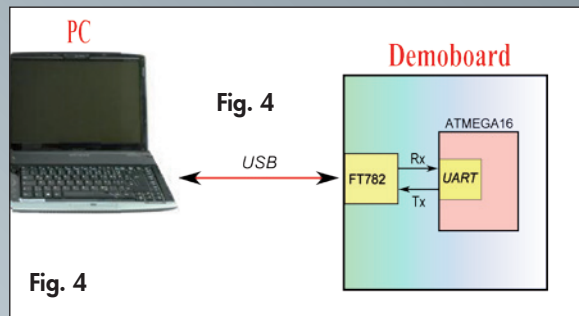 PC
Demoboard
Fig. 4
ATMEGA16
USB
FT782
Rx
UART
Tx
Fig. 4